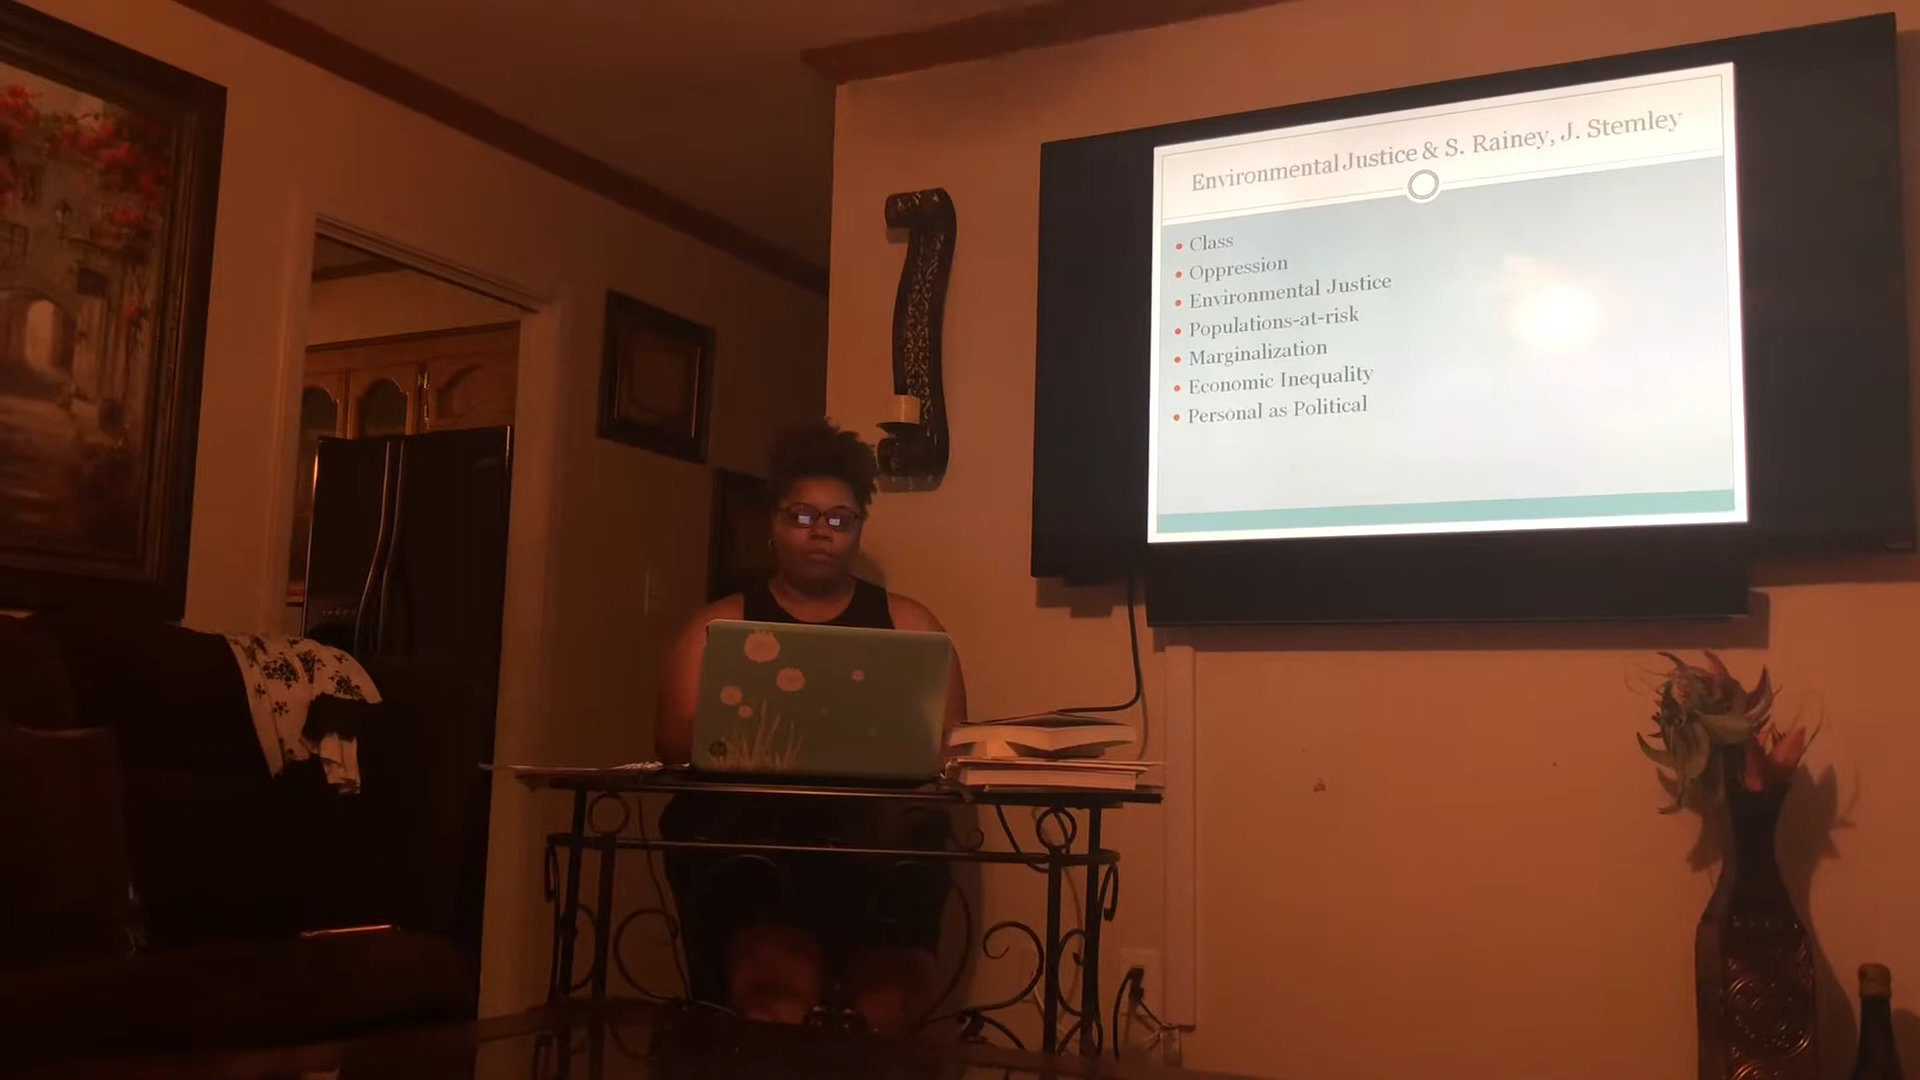 Environmental Justice & S. Rainey, J. Stemley
• Class
• Oppression
• Environmental Justice
• Populations-at-risk
• Marginalization
• Economic Inequality
• Personal as Political